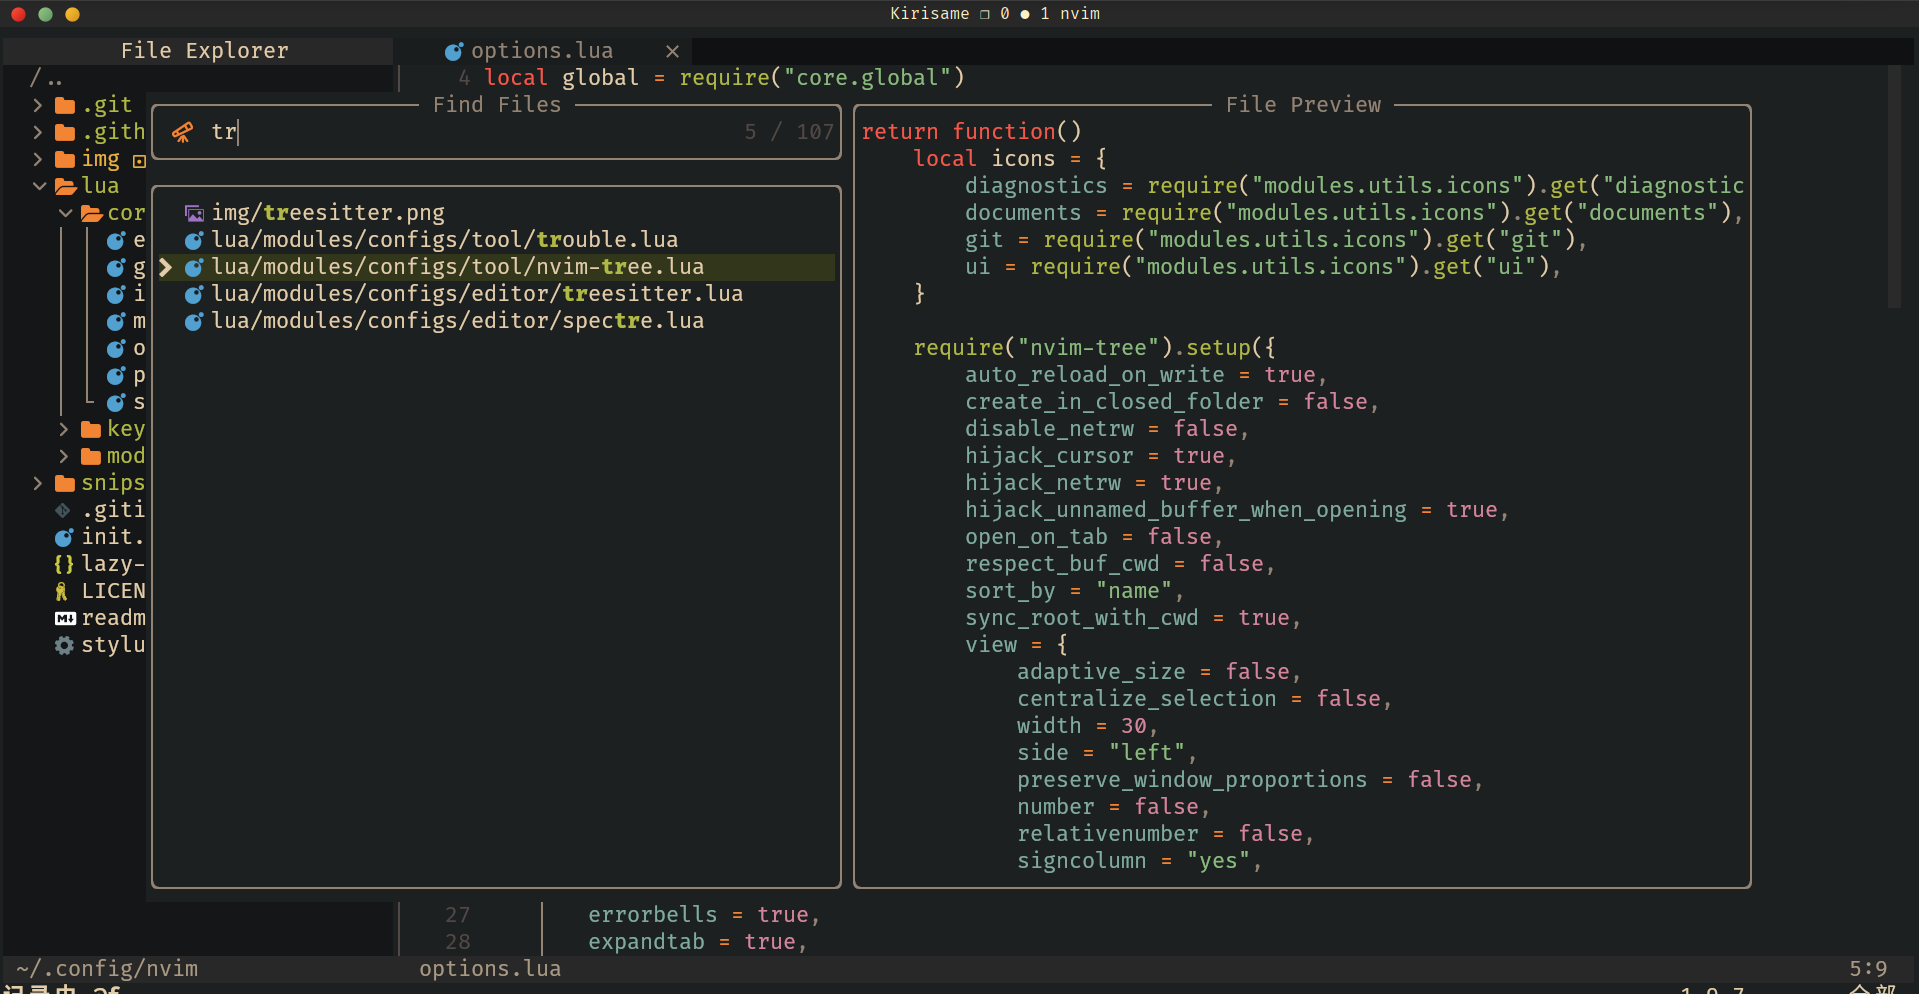 Kirisame ❐ 0 ● 1 nvim
File Explorer
options.lua ×
/..
4 local global = require("core.global")
.git
.gith
img
lua
cor
e
g
i
m
o
p
s
key
mod
snips
.giti
init.
lazy-
LICEN
readm
stylu
Find Files
tr
5 / 107
img/treesitter.png
lua/modules/configs/tool/trouble.lua
lua/modules/configs/tool/nvim-tree.lua
lua/modules/configs/editor/treesitter.lua
lua/modules/configs/editor/spectre.lua
File Preview
return function()
local icons = {
diagnostics = require("modules.utils.icons").get("diagnostic
documents = require("modules.utils.icons").get("documents"),
git = require("modules.utils.icons").get("git"),
ui = require("modules.utils.icons").get("ui"),
}
require("nvim-tree").setup({
auto_reload_on_write = true,
create_in_closed_folder = false,
disable_netrw = false,
hijack_cursor = true,
hijack_netrw = true,
hijack_unnamed_buffer_when_opening = true,
open_on_tab = false,
respect_buf_cwd = false,
sort_by = "name",
sync_root_with_cwd = true,
view = {
adaptive_size = false,
centralize_selection = false,
width = 30,
side = "left",
preserve_window_proportions = false,
number = false,
relativenumber = false,
signcolumn = "yes",
27 errorbells = true,
28 expandtab = true,
~/.config/nvim
options.lua
5:9